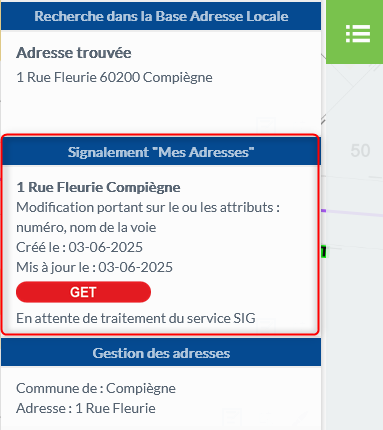 Recherche dans la Base Adresse Locale
Adresse trouvée
1 Rue Fleurie 60200 Compiègne
Signalement "Mes Adresses"
1 Rue Fleurie Compiègne
Modification portant sur le ou les attributs :
numéro, nom de la voie
Créé le : 03-06-2025
Mis à jour le : 03-06-2025
GET
En attente de traitement du service SIG
Gestion des adresses
Commune de : Compiègne
Adresse : 1 Rue Fleurie
50